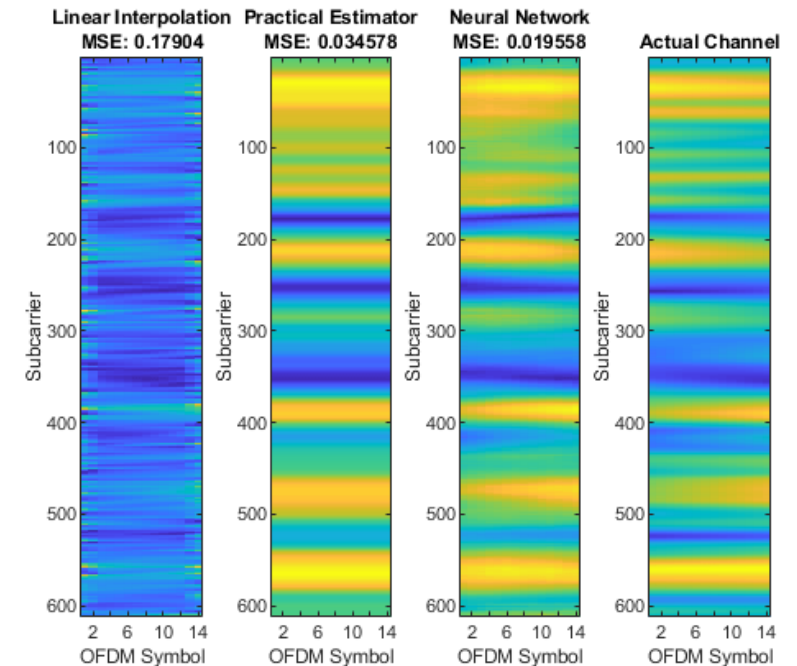 Linear Interpolation
MSE: 0.17904
Practical Estimator
MSE: 0.034578
Neural Network
MSE: 0.019558
Actual Channel
Subcarrier
100
200
300
400
500
600
2 6 10 14
OFDM Symbol
Subcarrier
100
200
300
400
500
600
2 6 10 14
OFDM Symbol
Subcarrier
100
200
300
400
500
600
2 6 10 14
OFDM Symbol
Subcarrier
100
200
300
400
500
600
2 6 10 14
OFDM Symbol